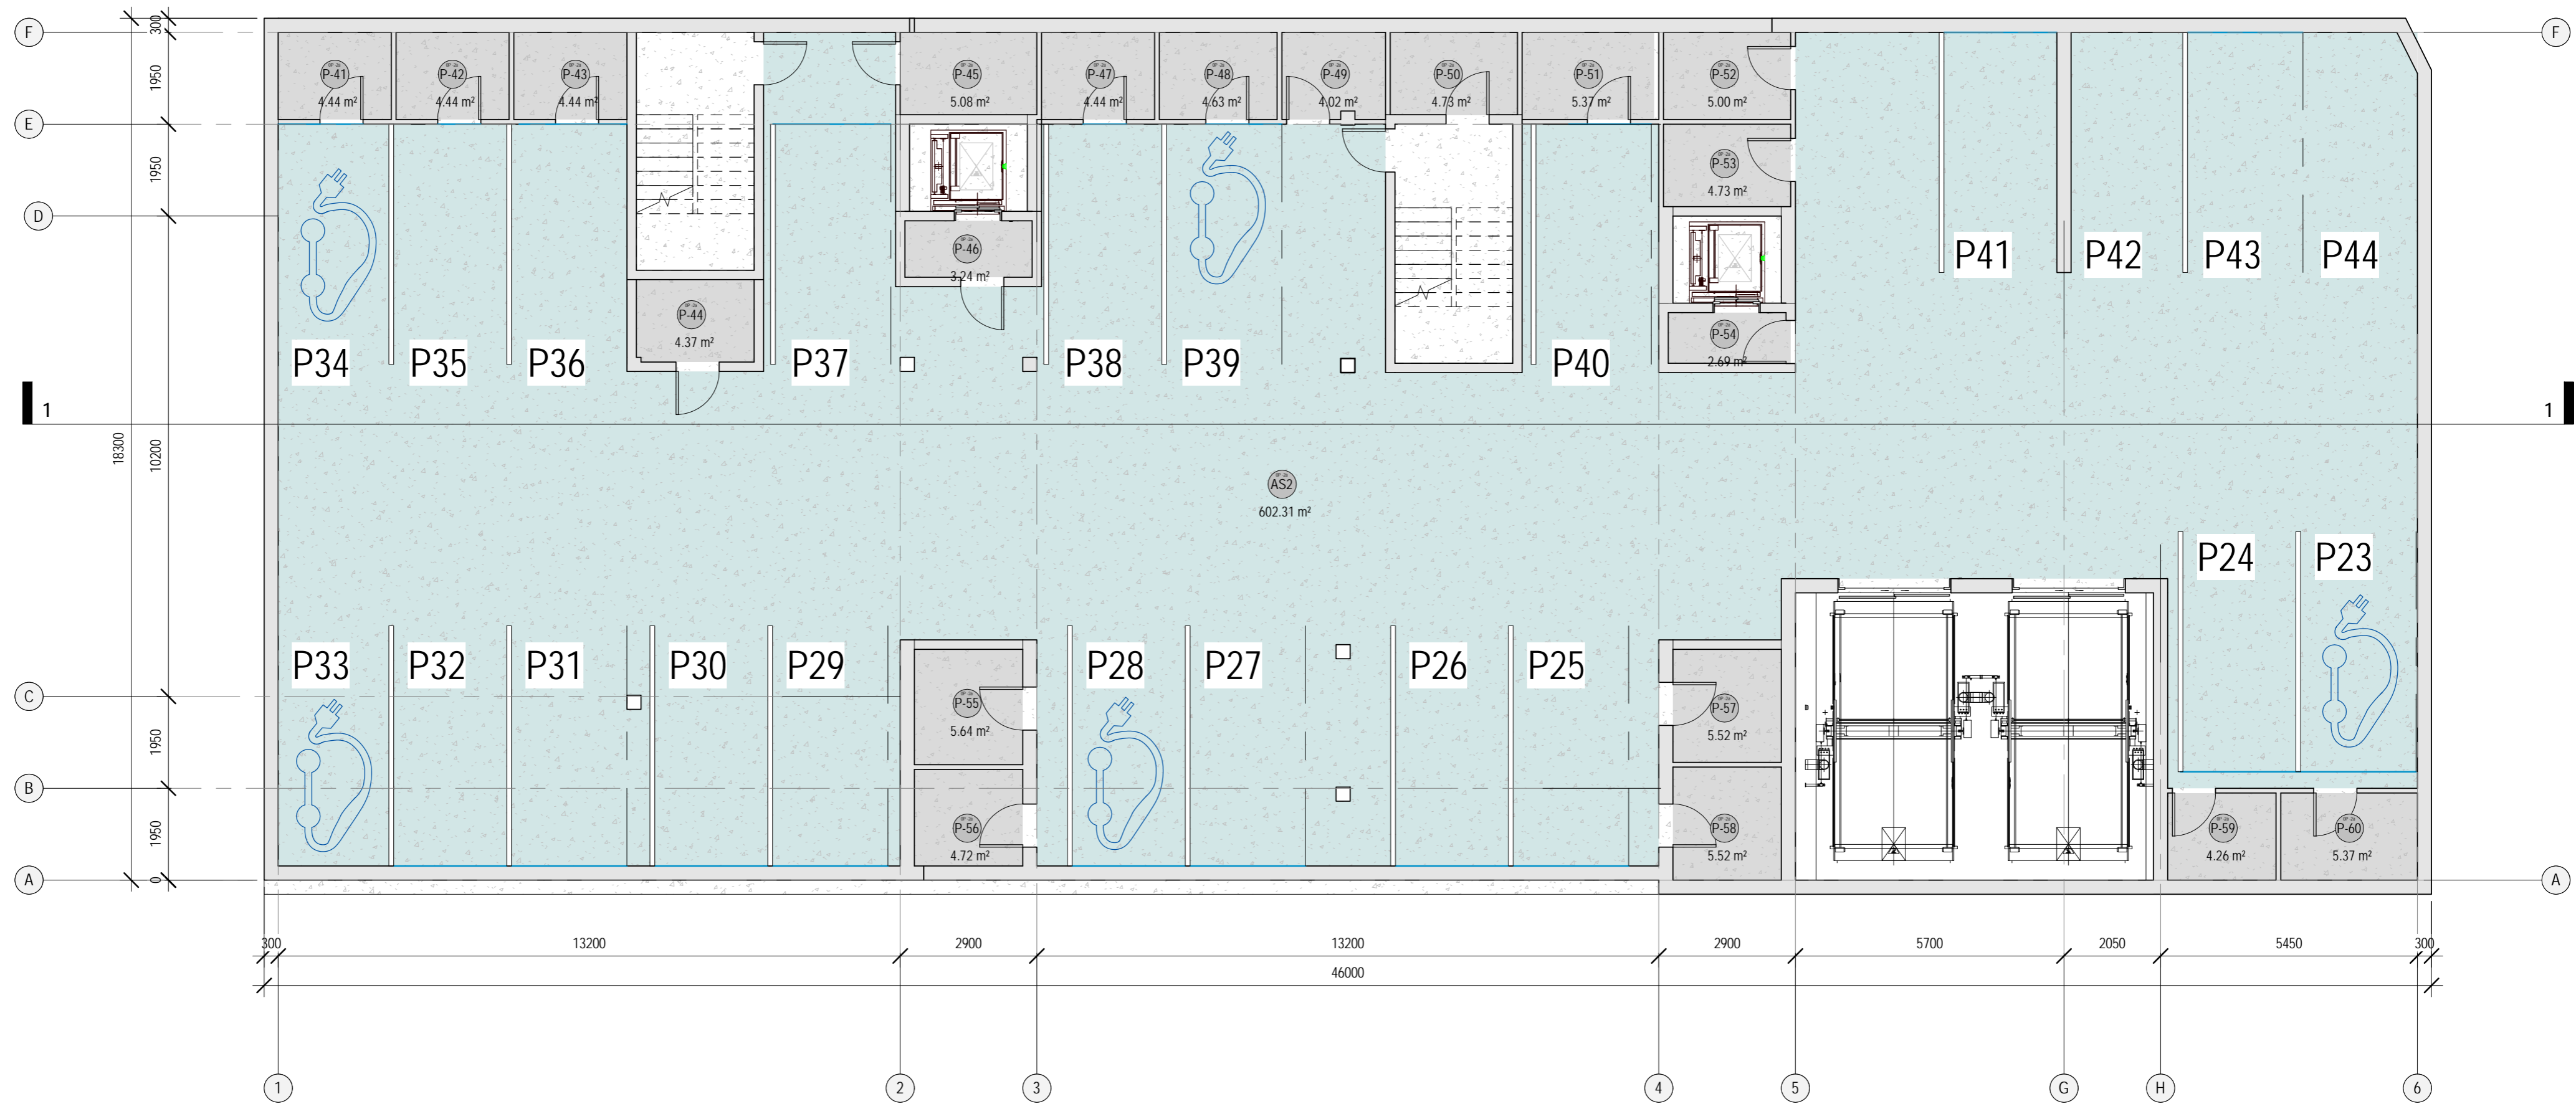 F
F
E
D
C
B
A
A
300
1950
1950
10200
1950
1950
0
18300
P-41
4.44 m²
P-42
4.44 m²
P-43
4.44 m²
P-45
5.08 m²
P-47
4.44 m²
P-48
4.63 m²
P-49
4.02 m²
P-50
4.73 m²
P-51
5.37 m²
P-52
5.00 m²
P-53
4.73 m²
P-46
3.24 m²
P-44
4.37 m²
P-54
2.69 m²
P41
P42
P43
P44
P34
P35
P36
P37
P38
P39
P40
1
1
AS2
602.31 m²
P24
P23
P33
P32
P31
P30
P29
P28
P27
P26
P25
P-55
5.64 m²
P-57
5.52 m²
P-56
4.72 m²
P-58
5.52 m²
P-59
4.26 m²
P-60
5.37 m²
300
13200
2900
13200
2900
5700
2050
5450
300
46000
1
2
3
4
5
G
H
6